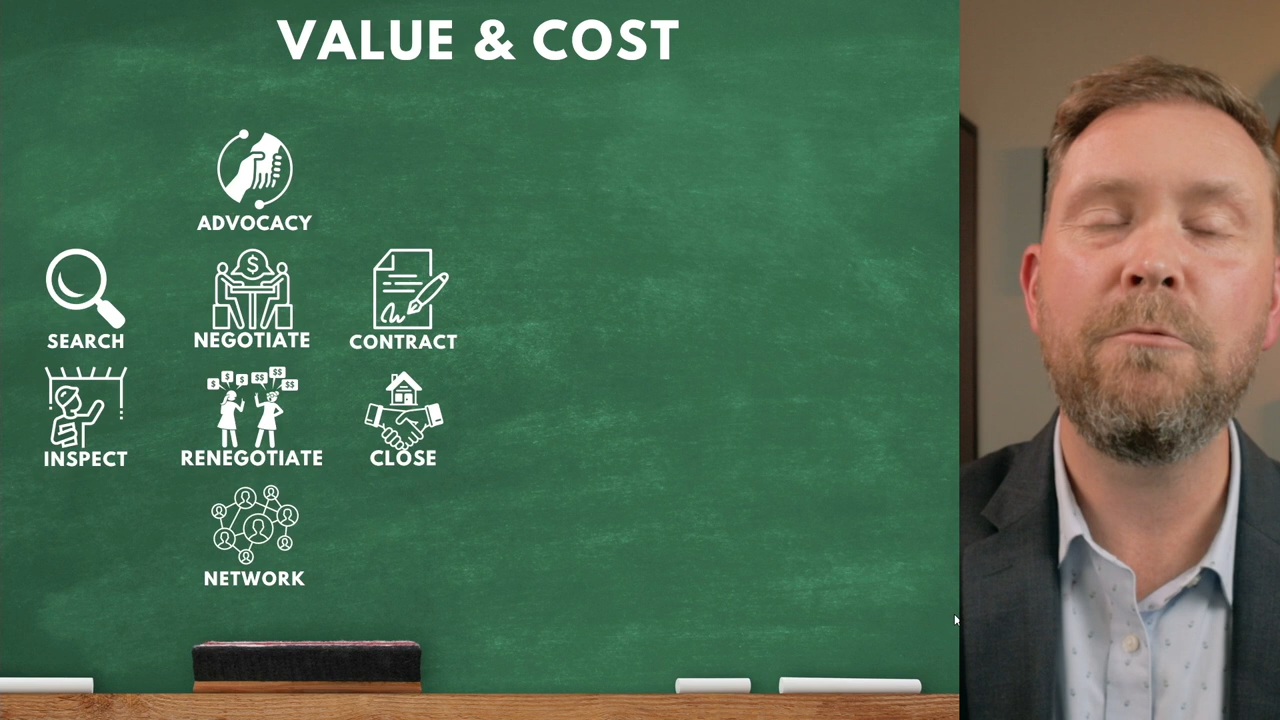 VALUE & COST
ADVOCACY
SEARCH
NEGOTIATE
CONTRACT
$
INSPECT
RENEGOTIATE
CLOSE
$ $ $ $$ $$ $$
NETWORK